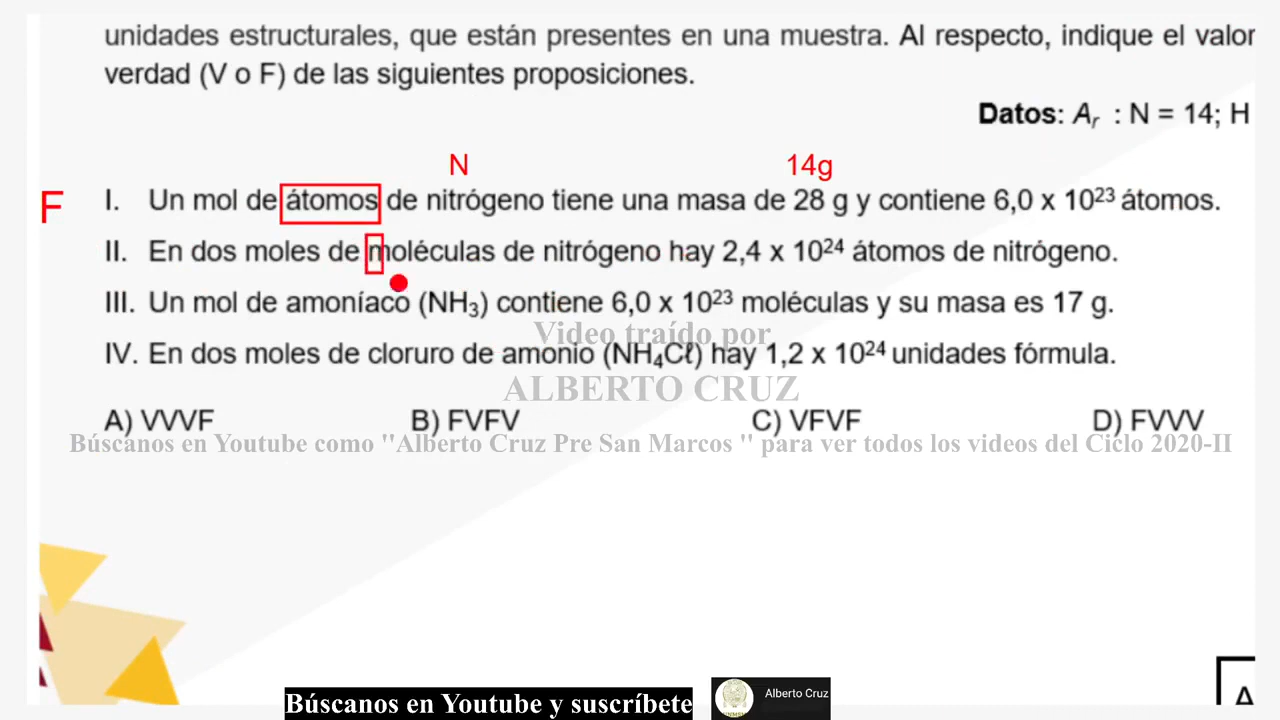 unidades estructurales, que están presentes en una muestra. Al respecto, indique el valor
verdad (V o F) de las siguientes proposiciones.
Datos: Ar : N = 14; H
N 14g
F I. Un mol de átomos de nitrógeno tiene una masa de 28 g y contiene 6,0 x 10²³ átomos.
II. En dos moles de moléculas de nitrógeno hay 2,4 x 10²⁴ átomos de nitrógeno.
III. Un mol de amoníaco (NH₃) contiene 6,0 x 10²³ moléculas y su masa es 17 g.
Video traído por
IV. En dos moles de cloruro de amonio (NH₄Cℓ) hay 1,2 x 10²⁴ unidades fórmula.
ALBERTO CRUZ
A) VVVF B) FVFV C) VFVF D) FVVV
Búscanos en Youtube como ''Alberto Cruz Pre San Marcos '' para ver todos los videos del Ciclo 2020-II
Búscanos en Youtube y suscríbete
Alberto Cruz
A